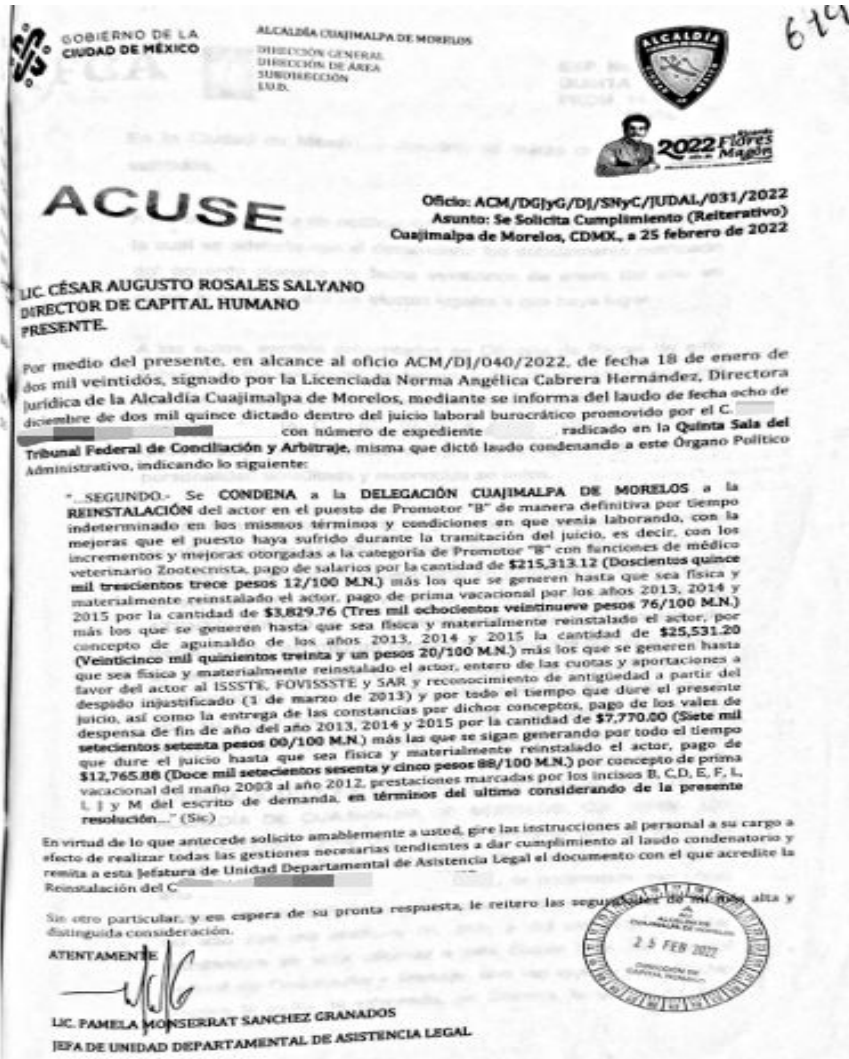 GOBIERNO DE LA
CIUDAD DE MÉXICO
ALCALDÍA CUAJIMALPA DE MORELOS
DIRECCIÓN GENERAL
DIRECCIÓN DE ÁREA
SUBDIRECCIÓN
J.U.D.
ALCALDÍA
2022 Ricardo Flores Magón
ACUSE
Oficio: ACM/DGJyG/DJ/SNyC/JUDAL/031/2022
Asunto: Se Solicita Cumplimiento (Reiterativo)
Cuajimalpa de Morelos, CDMX., a 25 febrero de 2022
LIC. CÉSAR AUGUSTO ROSALES SALYANO
DIRECTOR DE CAPITAL HUMANO
PRESENTE.
Por medio del presente, en alcance al oficio ACM/DJ/040/2022, de fecha 18 de enero de
dos mil veintidós, signado por la Licenciada Norma Angélica Cabrera Hernández, Directora
Jurídica de la Alcaldía Cuajimalpa de Morelos, mediante se informa del laudo de fecha ocho de
diciembre de dos mil quince dictado dentro del juicio laboral burocrático promovido por el C.
con número de expediente radicado en la Quinta Sala del
Tribunal Federal de Conciliación y Arbitraje, misma que dictó laudo condenando a este Órgano Político
Administrativo, indicando lo siguiente:
"...SEGUNDO.- Se CONDENA a la DELEGACIÓN CUAJIMALPA DE MORELOS a la
REINSTALACIÓN del actor en el puesto de Promotor "B" de manera definitiva por tiempo
indeterminado en los mismos términos y condiciones en que venía laborando, con la
mejoras que el puesto haya sufrido durante la tramitación del juicio, es decir, con los
incrementos y mejoras otorgadas a la categoría de Promotor "B" con funciones de médico
veterinario Zootecnista, pago de salarios por la cantidad de $215,313.12 (Doscientos quince
mil trescientos trece pesos 12/100 M.N.) más los que se generen hasta que sea física y
materialmente reinstalado el actor, pago de prima vacacional por los años 2013, 2014 y
2015 por la cantidad de $3,829.76 (Tres mil ochocientos veintinueve pesos 76/100 M.N.)
más los que se generen hasta que sea física y materialmente reinstalado el actor, por
concepto de aguinaldo de los años 2013, 2014 y 2015 la cantidad de $25,531.20
(Veinticinco mil quinientos treinta y un pesos 20/100 M.N.) más los que se generen hasta
que sea física y materialmente reinstalado el actor, entero de las cuotas y aportaciones a
favor del actor al ISSSTE, FOVISSSTE y SAR y reconocimiento de antigüedad a partir del
despido injustificado (1 de marzo de 2013) y por todo el tiempo que dure el presente
juicio, así como la entrega de las constancias por dichos conceptos, pago de los vales de
despensa de fin de año del año 2013, 2014 y 2015 por la cantidad de $7,770.00 (Siete mil
setecientos setenta pesos 00/100 M.N.) más las que se sigan generando por todo el tiempo
que dure el juicio hasta que sea física y materialmente reinstalado el actor, pago de
$12,765.88 (Doce mil setecientos sesenta y cinco pesos 88/100 M.N.) por concepto de prima
vacacional del maño 2003 al año 2012, prestaciones marcadas por los incisos B, C,D, E, F, I,
I, J y M del escrito de demanda, en términos del ultimo considerando de la presente
resolución..." (Sic)
En virtud de lo que antecede solicito amablemente a usted, gire las instrucciones al personal a su cargo a
efecto de realizar todas las gestiones necesarias tendientes a dar cumplimiento al laudo condenatorio y
remita a esta Jefatura de Unidad Departamental de Asistencia Legal el documento con el que acredite la
Reinstalación del C
Sin otro particular, y en espera de su pronta respuesta, le reitero las seguridades de mi más alta y
distinguida consideración.
ATENTAMENTE
25 FEB 2022
DIRECCIÓN DE
CAPITAL HUMANO
LIC. PAMELA MONSERRAT SANCHEZ GRANADOS
JEFA DE UNIDAD DEPARTAMENTAL DE ASISTENCIA LEGAL